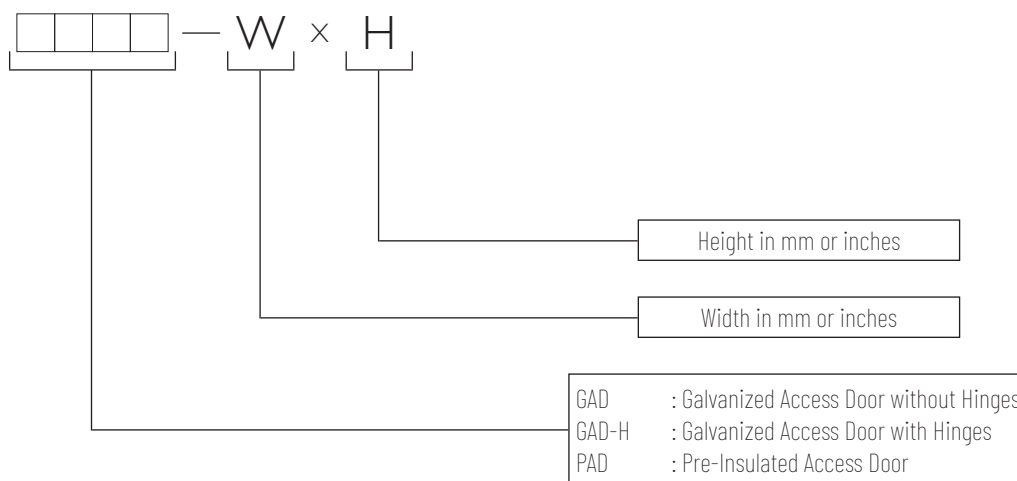 — W × H
Height in mm or inches
Width in mm or inches
GAD : Galvanized Access Door without Hinges
GAD-H : Galvanized Access Door with Hinges
PAD : Pre-Insulated Access Door